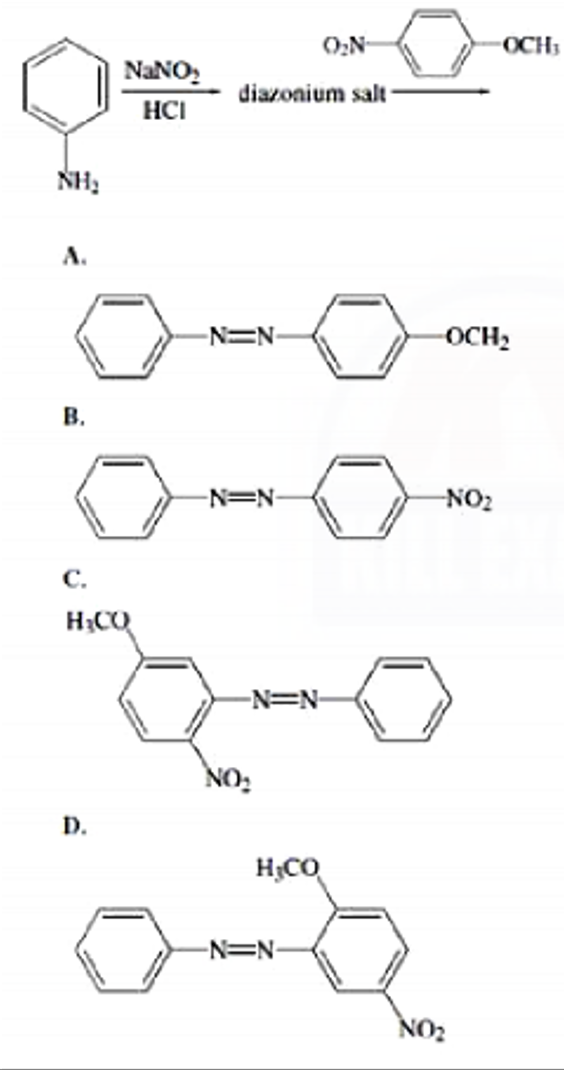 O₂N OCH₃
NaNO₂
HCl
diazonium salt
NH₂
A.
N=N OCH₂
B.
N=N NO₂
C.
H₃CO
N=N
NO₂
D.
H₃CO
N=N
NO₂